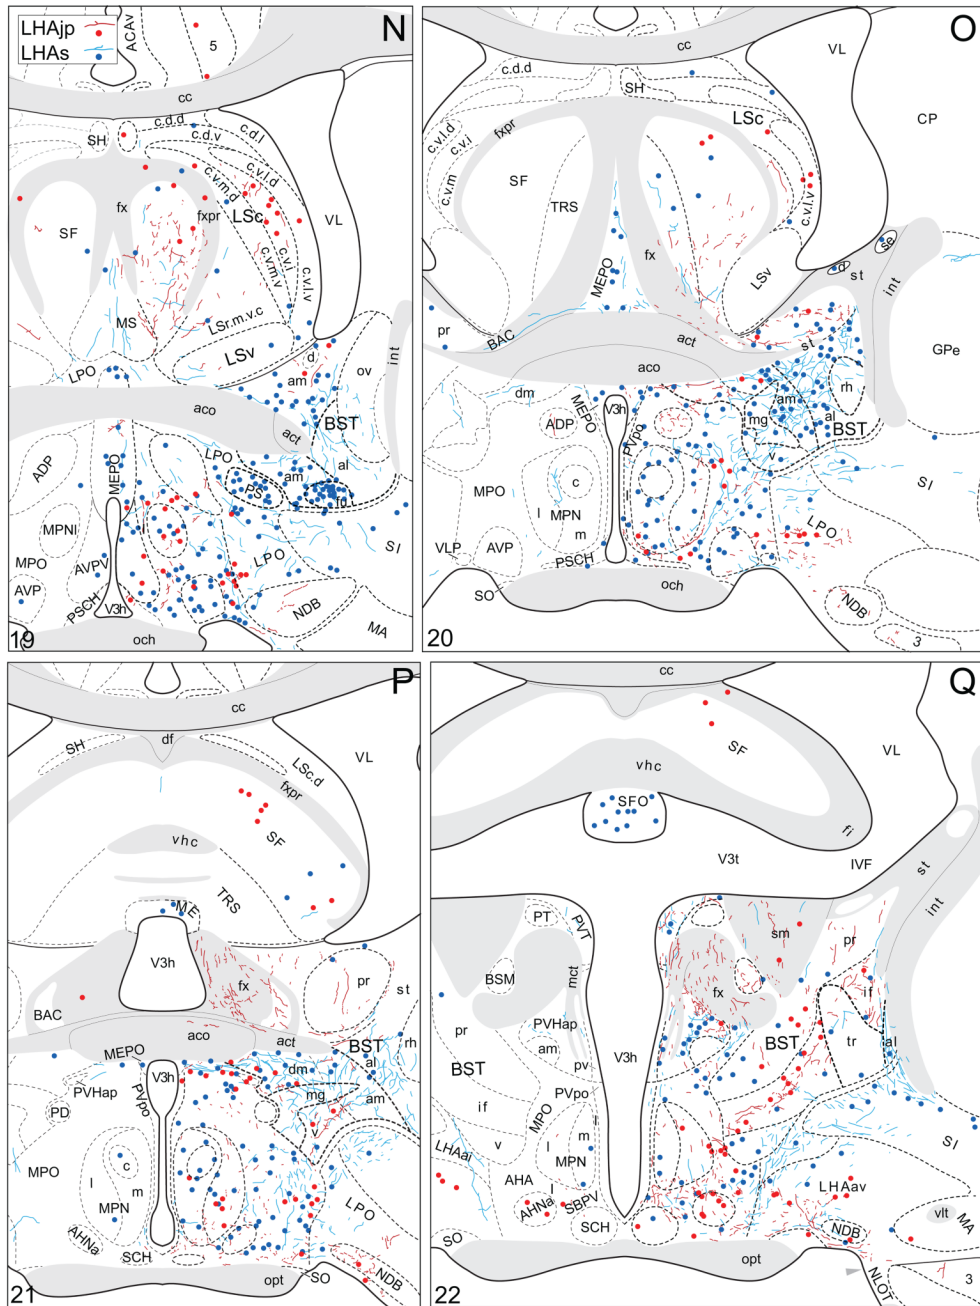 LHAjp
LHAs
N
ACAv
5
cc
SH
c.d.d
c.d.v
c.d.l
c.v.l.d
c.v.m.d
LSc
VL
fx
fxpr
SF
c.v.i
c.v.m.v
c.v.l.v
MS
LSr.m.v.c
LSv
d
ov
int
LPO
am
aco
act
BST
al
LPO
am
ADP
MEPO
PS
fu
MPNl
l
SI
LPO
MPO
AVPV
AVP
PSCH
V3h
NDB
MA
och
19
O
cc
VL
c.d.d
SH
CP
LSc
fxpr
c.v.l.d
c.v.i
c.v.m
SF
TRS
c.v.l.v
se
MEPO
fx
LSv
d
st
int
pr
BAC
act
st
GPe
aco
dm
MEPO
V3h
am
rh
ADP
PVpo
mg
al
BST
v
MPO
c
SI
l
MPN
l
m
LPO
VLP
AVP
PSCH
SO
och
NDB
3
20
P
cc
SH
df
LSc.d
VL
fxpr
SF
vhc
TRS
ME
V3h
fx
pr
st
BAC
aco
act
MEPO
BST
rh
V3h
dm
al
PVHap
PVpo
mg
am
PD
v
MPO
c
l
m
MPN
LPO
AHNa
SCH
SO
NDB
opt
21
Q
cc
SF
VL
vhc
SFO
fi
V3t
IVF
st
int
PT
PVT
sm
pr
BSM
mct
fx
if
pr
PVHap
am
BST
tr
al
BST
pv
V3h
PVpo
if
MPO
l
v
m
LHAai
MPN
SI
AHA
l
LHAav
AHNa
SBPV
vlt
MA
SO
SCH
NDB
opt
NLOT
3
22